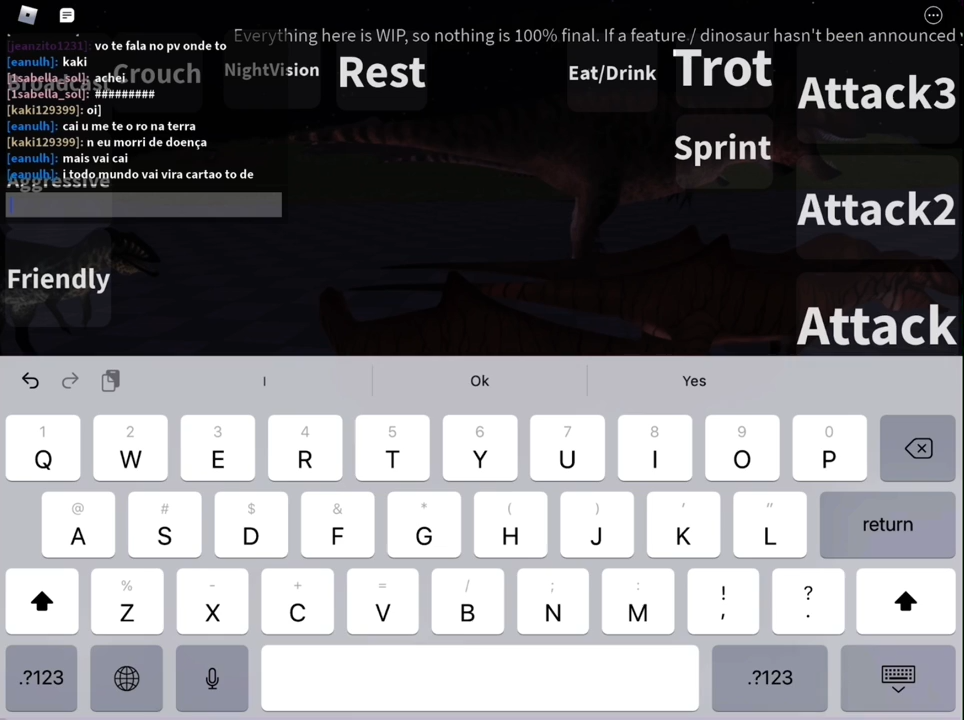 Everything here is WIP, so nothing is 100% final. If a feature / dinosaur hasn't been announced
[jeanzito1231]: vo te fala no pv onde to
[eanulh]: kaki
[1sabella_sol]: achei
[1sabella_sol]: #########
[kaki129399]: oi]
[eanulh]: cai u me te o ro na terra
[kaki129399]: n eu morri de doença
[eanulh]: mais vai cai
[eanulh]: i todo mundo vai vira cartao to de
Broadcast
Crouch
NightVision
Rest
Eat/Drink
Trot
Attack3
Sprint
Aggressive
Attack2
Friendly
Attack
I Ok Yes
1 2 3 4 5 6 7 8 9 0
Q W E R T Y U I O P
@ # $ & * ( ) ' "
A S D F G H J K L return
% - + = / ; : ! ?
Z X C V B N M , .
.?123 .?123